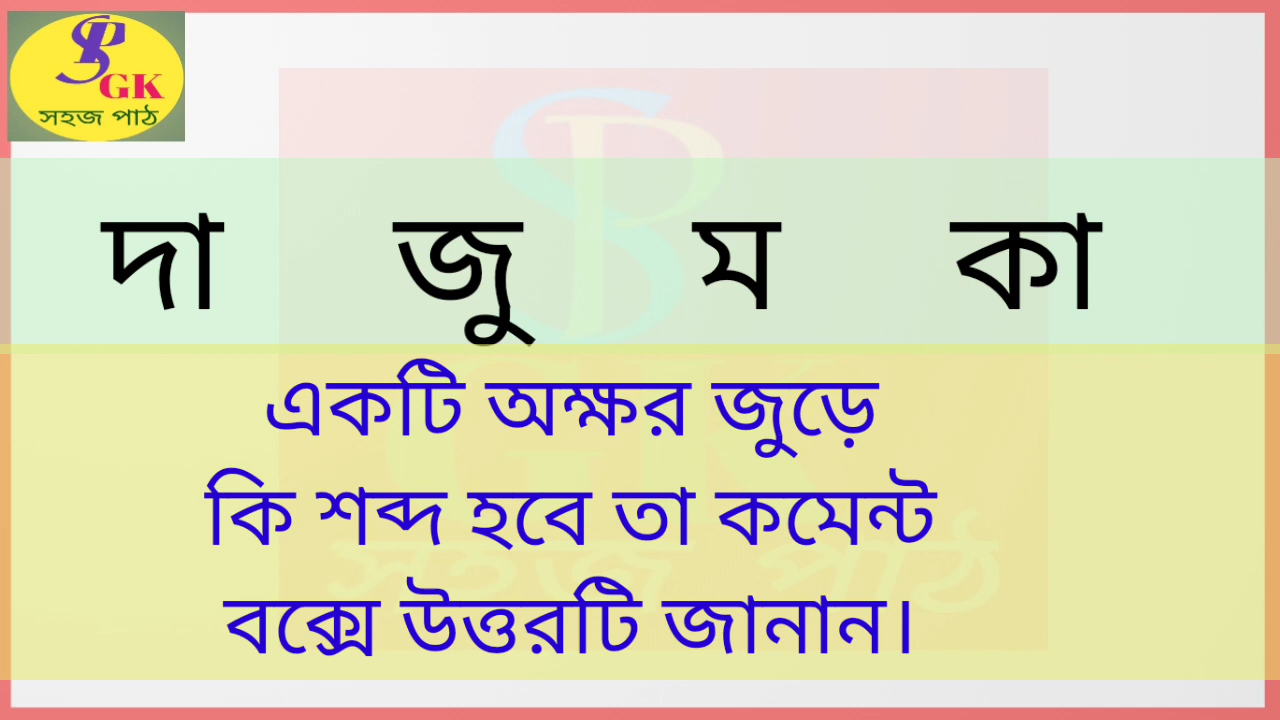 SP
GK
সহজ পাঠ
দা জু ম কা
একটি অক্ষর জুড়ে
কি শব্দ হবে তা কমেন্ট
বক্সে উত্তরটি জানান।